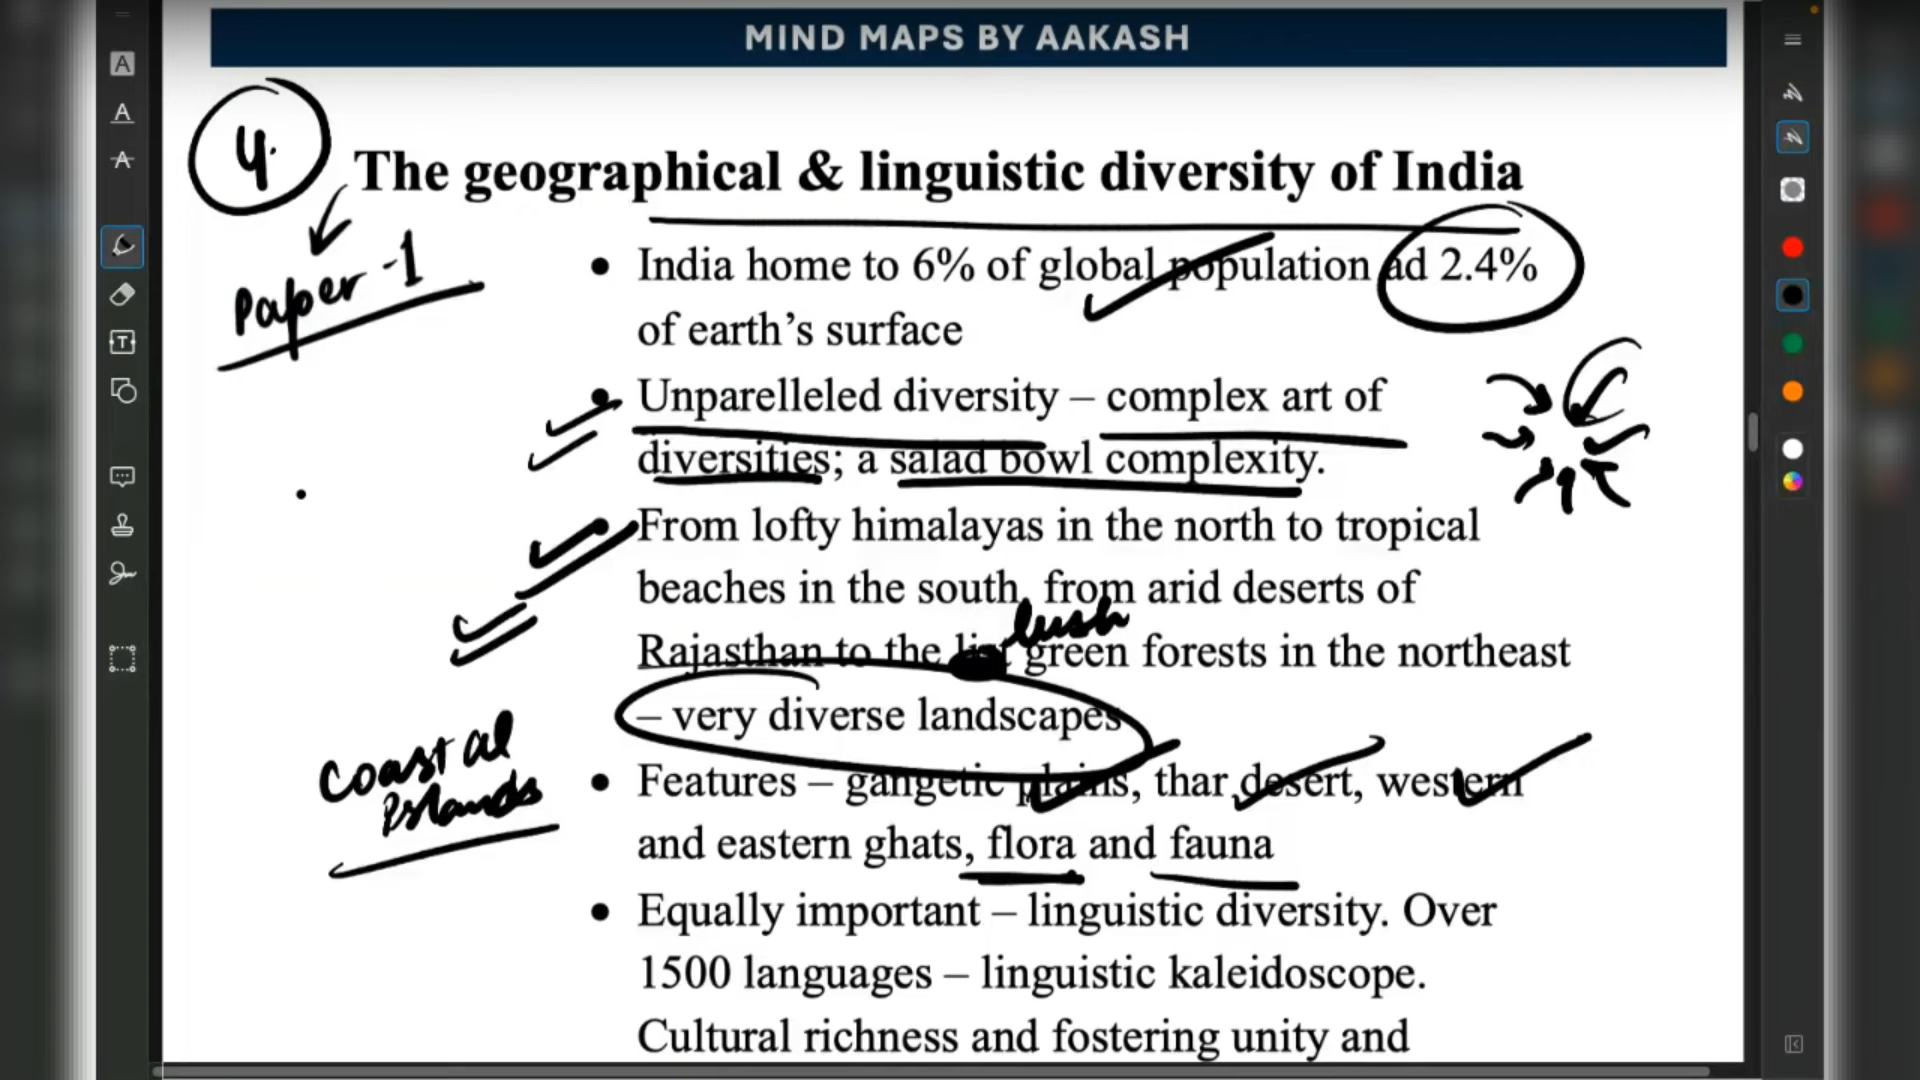 MIND MAPS BY AAKASH
4.
The geographical & linguistic diversity of India
Paper-1
• India home to 6% of global population ad 2.4%
of earth's surface
• Unparelleled diversity – complex art of
diversities; a salad bowl complexity.
• From lofty himalayas in the north to tropical
beaches in the south, from arid deserts of
lush
Rajasthan to the list green forests in the northeast
– very diverse landscapes
Coastal
Islands
• Features – gangetic plains, thar desert, western
and eastern ghats, flora and fauna
• Equally important – linguistic diversity. Over
1500 languages – linguistic kaleidoscope.
Cultural richness and fostering unity and